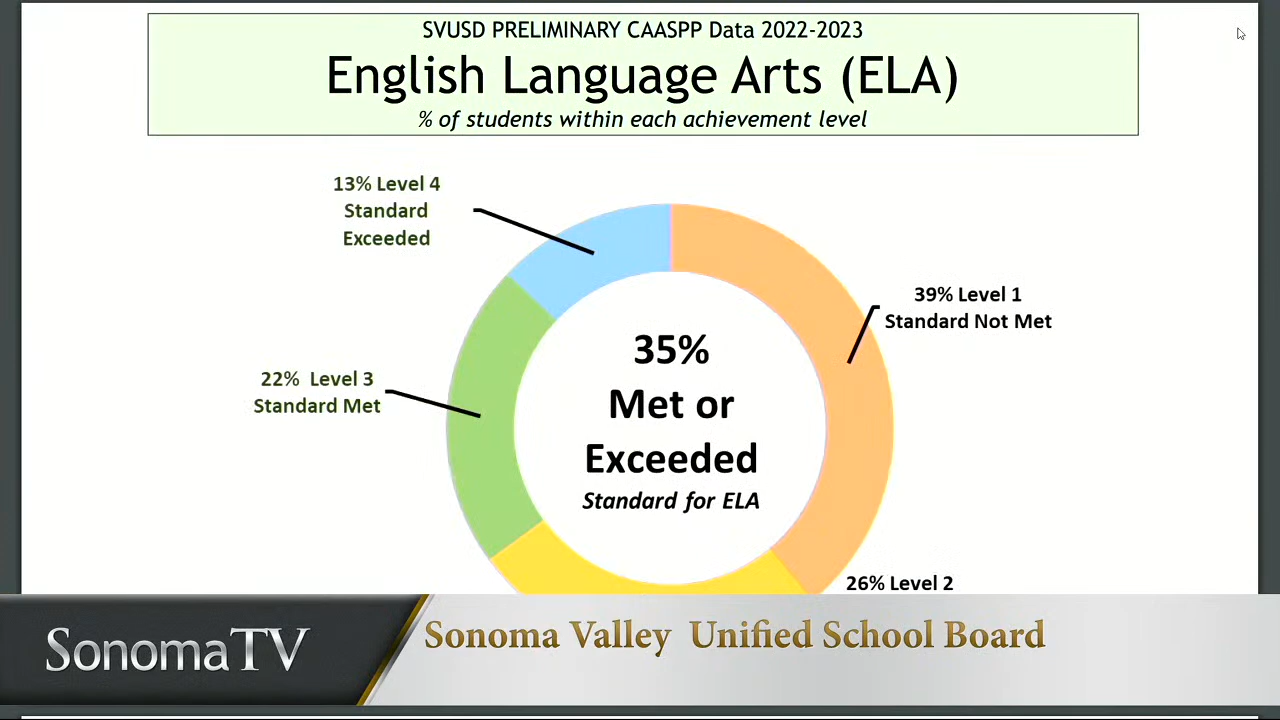 SVUSD PRELIMINARY CAASPP Data 2022-2023
English Language Arts (ELA)
% of students within each achievement level
13% Level 4
Standard
Exceeded
39% Level 1
Standard Not Met
35%
Met or
Exceeded
Standard for ELA
22% Level 3
Standard Met
26% Level 2
SonomaTV
Sonoma Valley Unified School Board